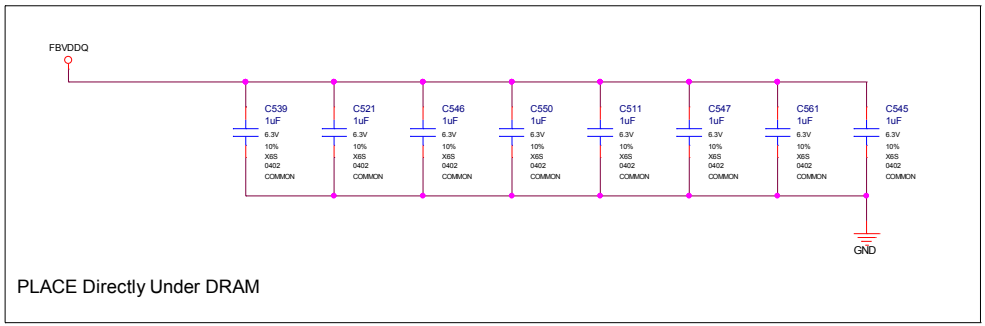 FBVDDQ
C539
1uF
6.3V
10%
X6S
0402
COMMON
C521
1uF
6.3V
10%
X6S
0402
COMMON
C546
1uF
6.3V
10%
X6S
0402
COMMON
C550
1uF
6.3V
10%
X6S
0402
COMMON
C511
1uF
6.3V
10%
X6S
0402
COMMON
C547
1uF
6.3V
10%
X6S
0402
COMMON
C561
1uF
6.3V
10%
X6S
0402
COMMON
C545
1uF
6.3V
10%
X6S
0402
COMMON
GND
PLACE Directly Under DRAM